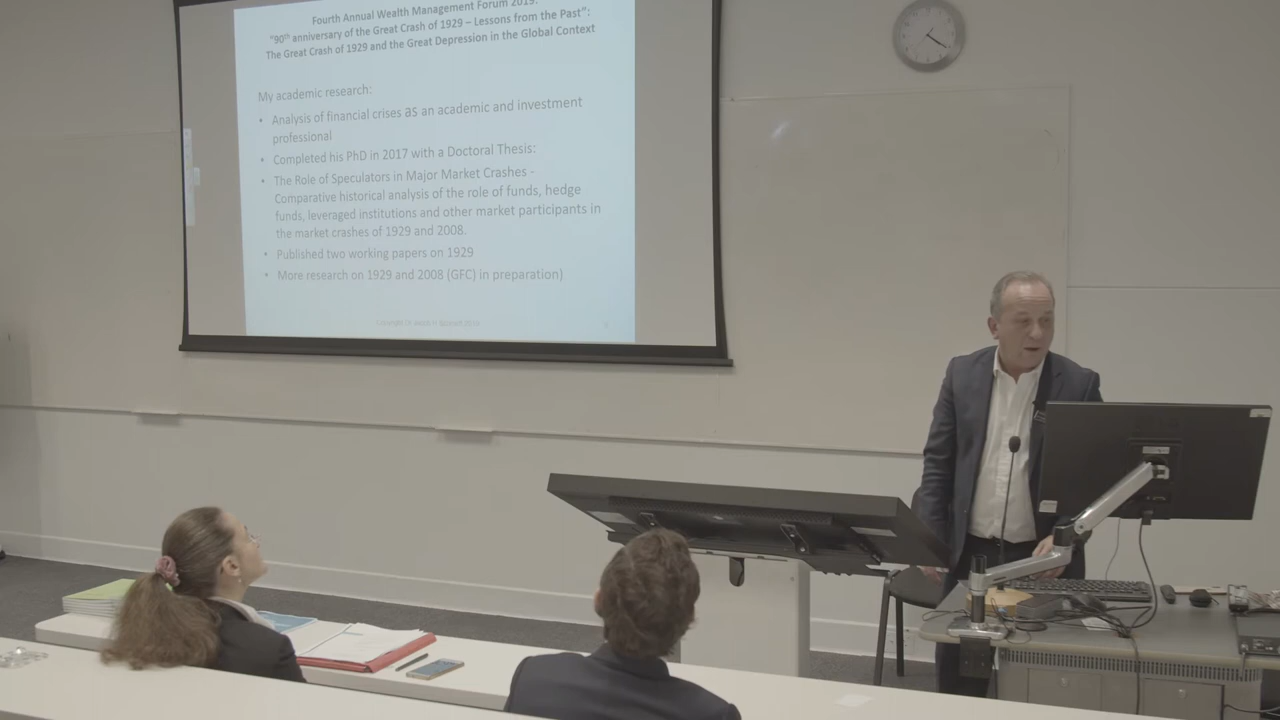 Fourth Annual Wealth Management Forum 2019:
"90th anniversary of the Great Crash of 1929 – Lessons from the Past":
The Great Crash of 1929 and the Great Depression in the Global Context
My academic research:
• Analysis of financial crises as an academic and investment
professional
• Completed his PhD in 2017 with a Doctoral Thesis:
• The Role of Speculators in Major Market Crashes -
Comparative historical analysis of the role of funds, hedge
funds, leveraged institutions and other market participants in
the market crashes of 1929 and 2008.
• Published two working papers on 1929
• More research on 1929 and 2008 (GFC) in preparation)